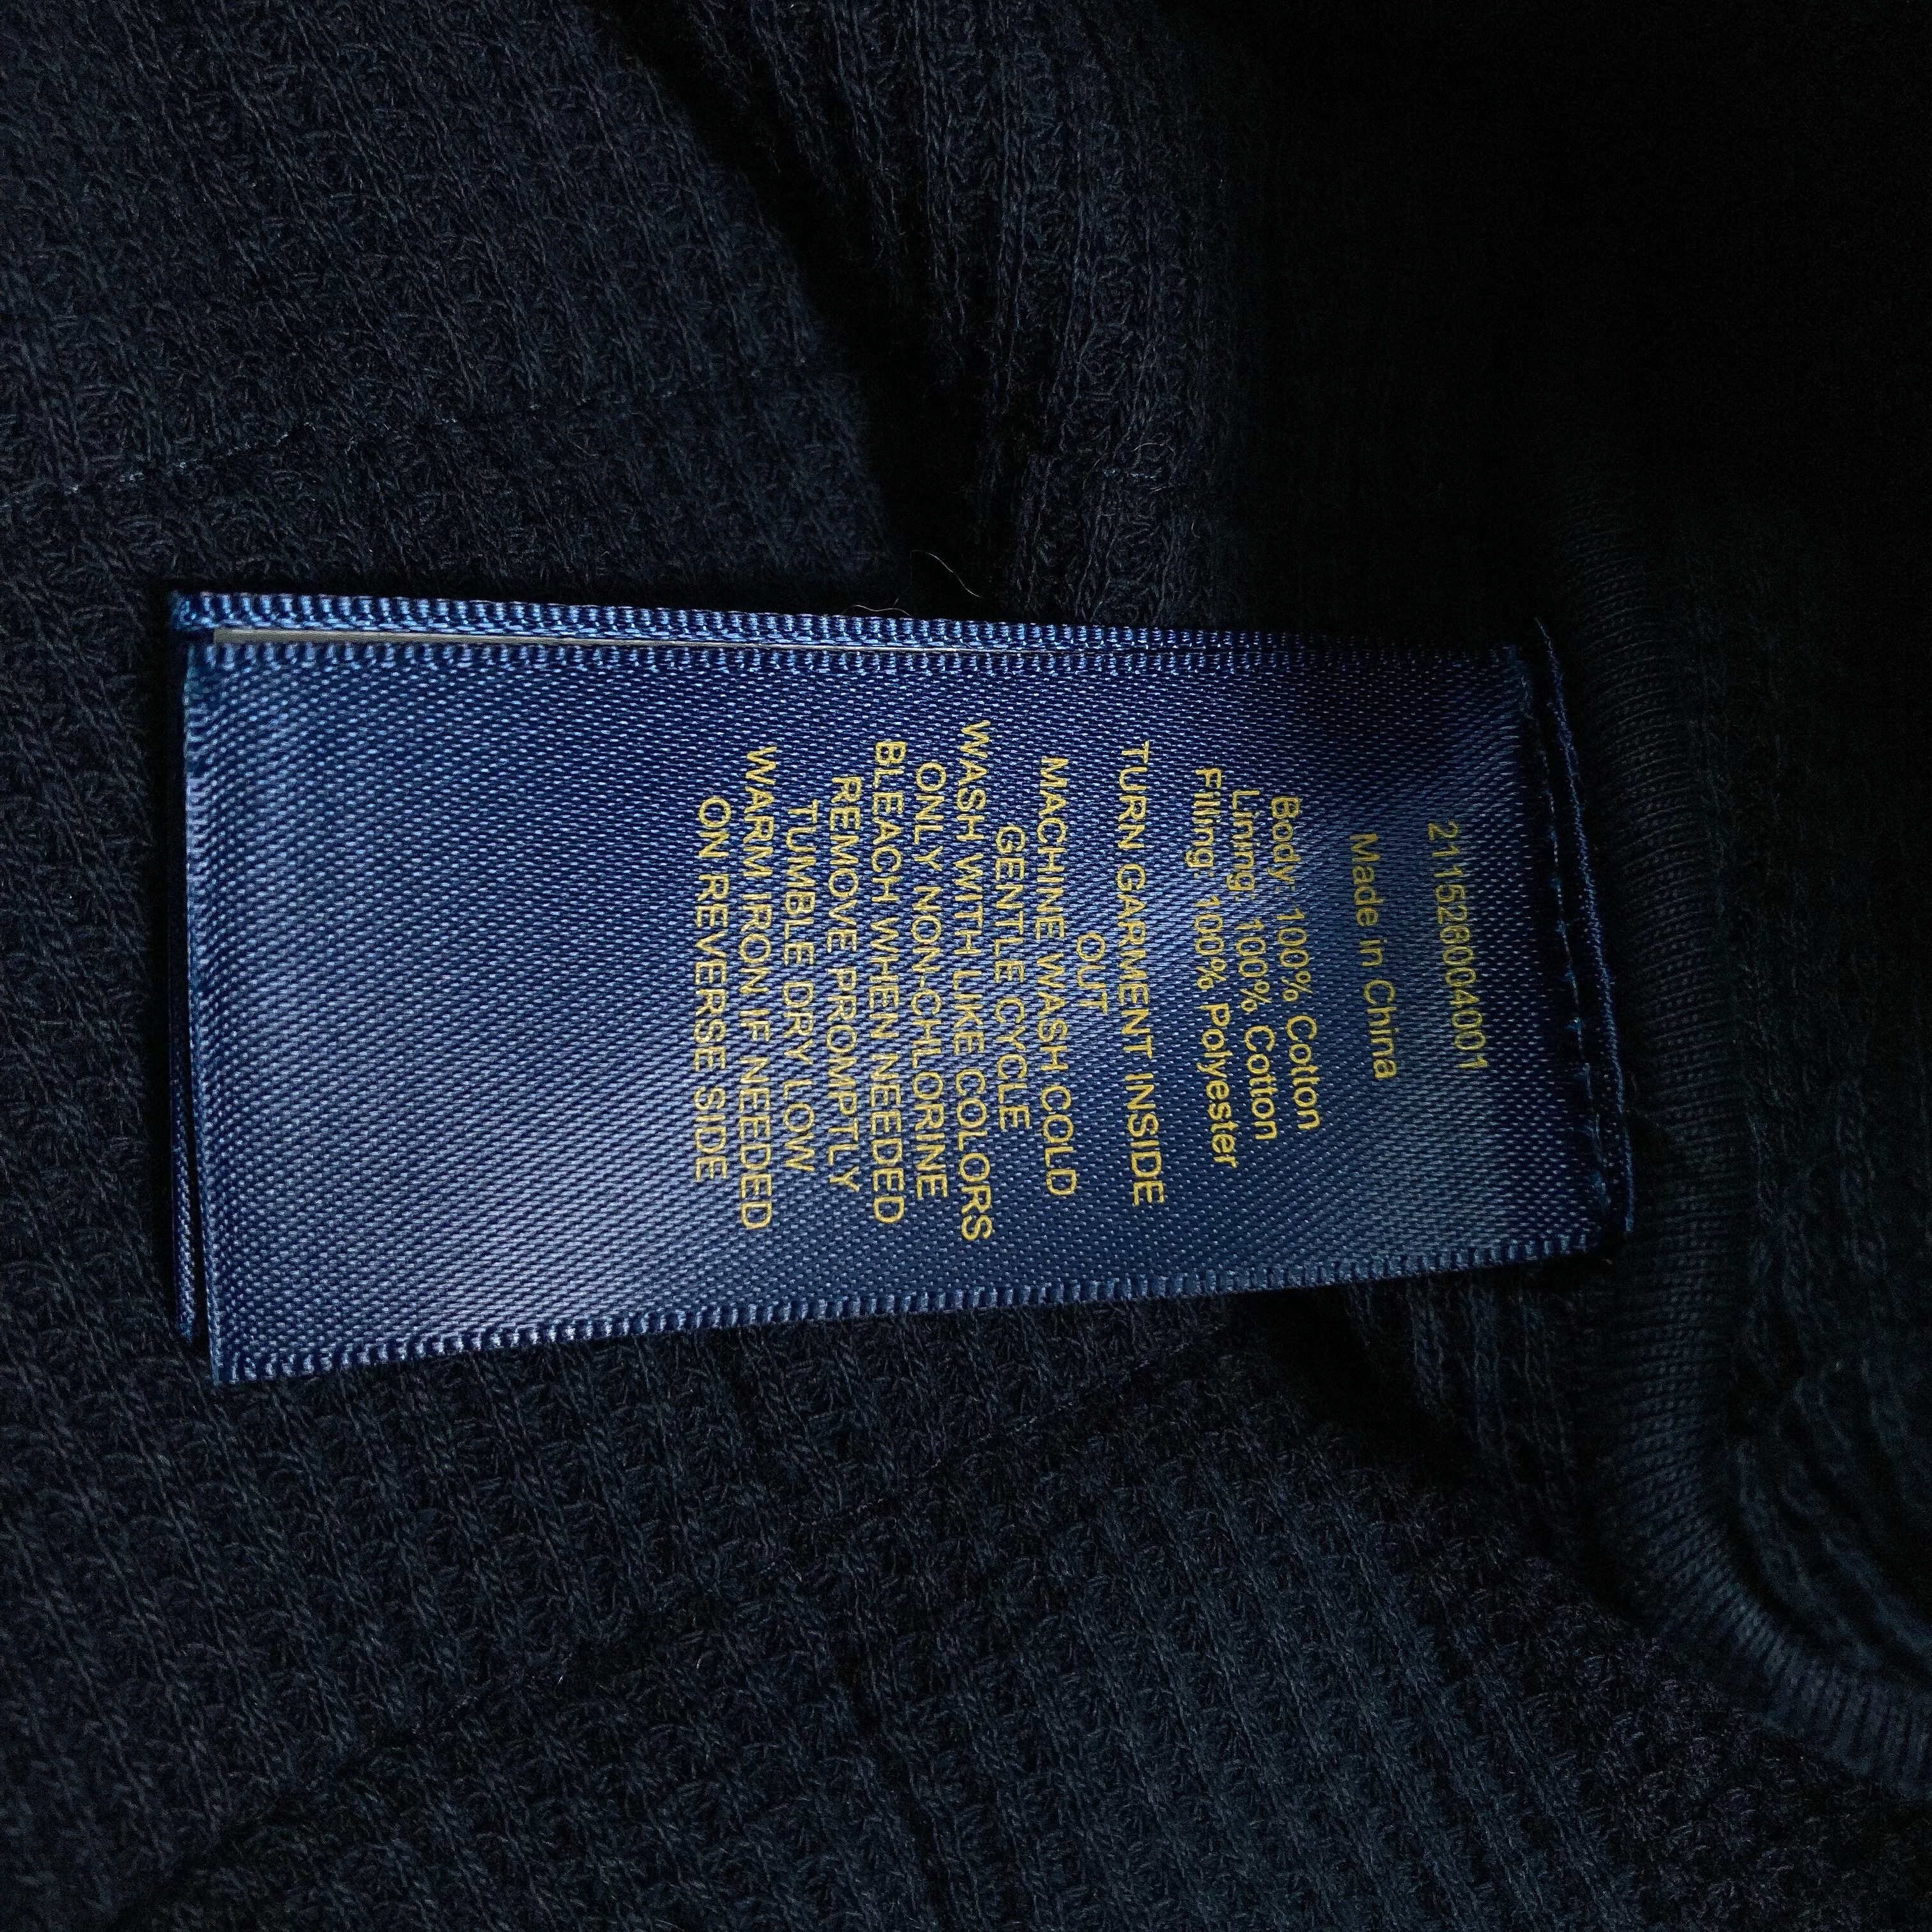 211526004001
Made in China
Body: 100% Cotton
Lining: 100% Cotton
Filling: 100% Polyester
TURN GARMENT INSIDE
OUT
MACHINE WASH COLD
GENTLE CYCLE
WASH WITH LIKE COLORS
ONLY NON-CHLORINE
BLEACH WHEN NEEDED
REMOVE PROMPTLY
TUMBLE DRY LOW
WARM IRON IF NEEDED
ON REVERSE SIDE